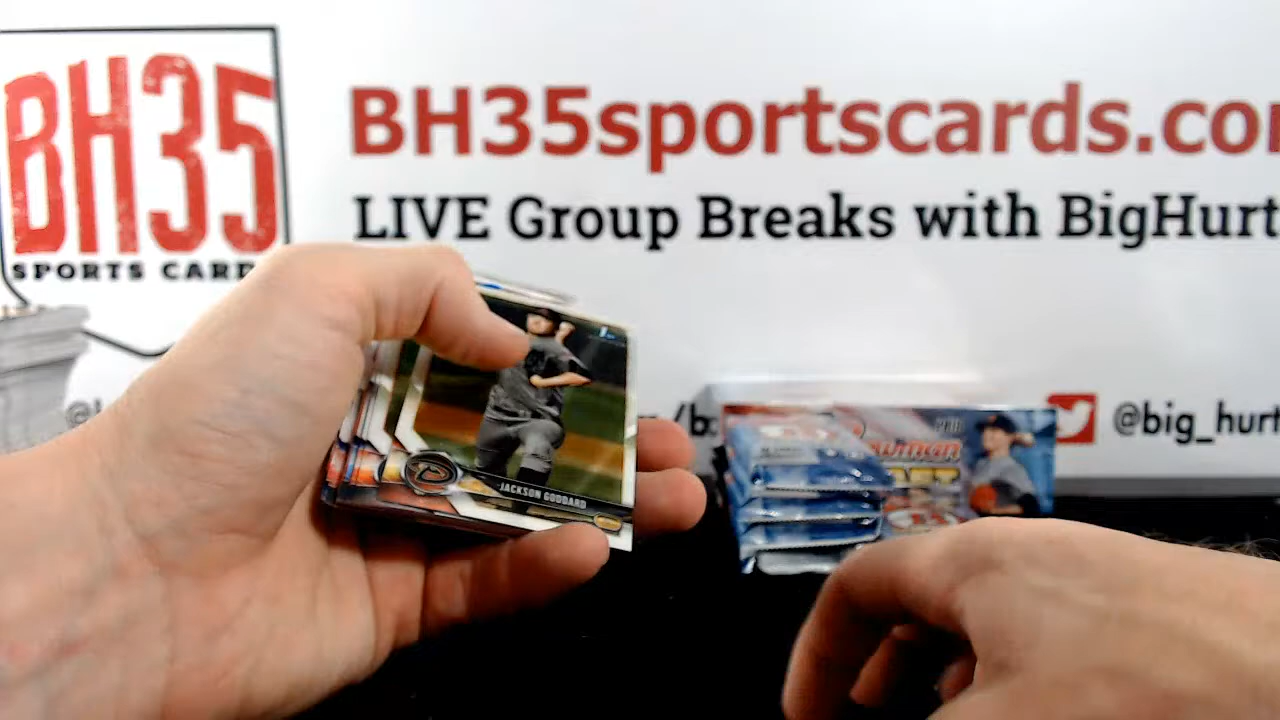 BH35
SPORTS CARD
BH35sportscards.co
LIVE Group Breaks with BigHurt
@big_hurt
JACKSON GODDARD